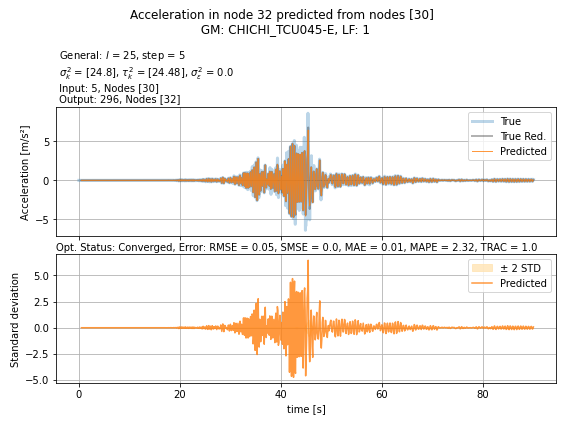 Acceleration in node 32 predicted from nodes [30]
GM: CHICHI_TCU045-E, LF: 1
General: l = 25, step = 5
σ²ₖ = [24.8], τ²ₖ = [24.48], σ²ₑ = 0.0
Input: 5, Nodes [30]
Output: 296, Nodes [32]
Acceleration [m/s²]
5
0
−5
True
True Red.
Predicted
Opt. Status: Converged, Error: RMSE = 0.05, SMSE = 0.0, MAE = 0.01, MAPE = 2.32, TRAC = 1.0
Standard deviation
5.0
2.5
0.0
−2.5
−5.0
± 2 STD
Predicted
0
20
40
60
80
time [s]